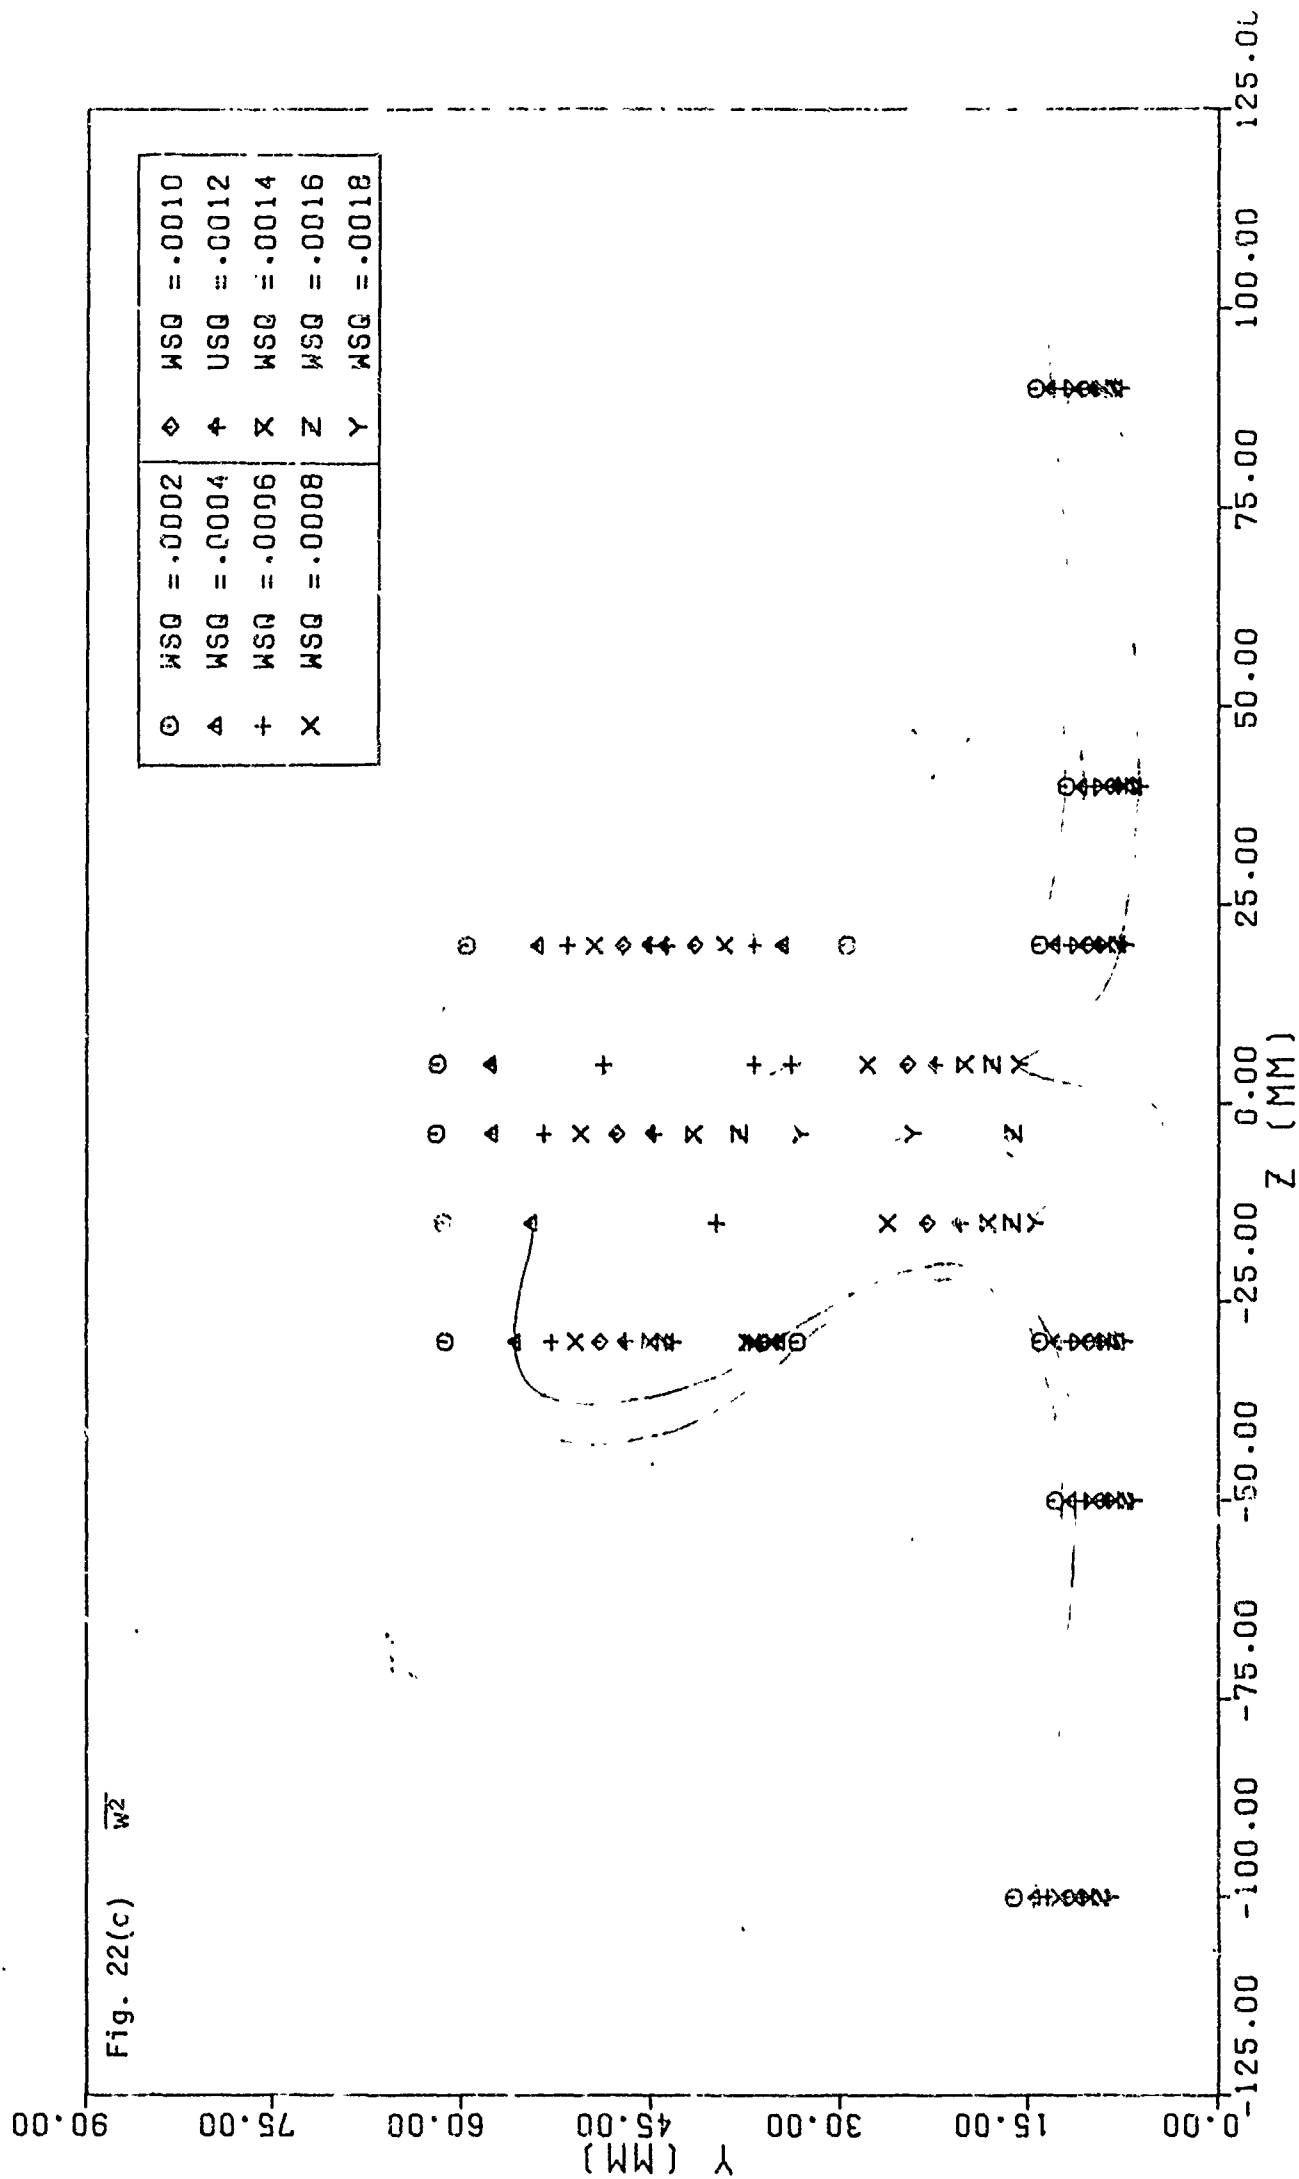 Fig. 22(c) w²
WSQ =.0002
WSQ =.0004
WSQ =.0006
WSQ =.0008
WSQ =.0010
USQ =.0012
WSQ =.0014
WSQ =.0016
WSQ =.0018
Y (MM)
90.00
75.00
60.00
45.00
30.00
15.00
0.00
-125.00
-100.00
-75.00
-50.00
-25.00
0.00
25.00
50.00
75.00
100.00
125.00
Z (MM)